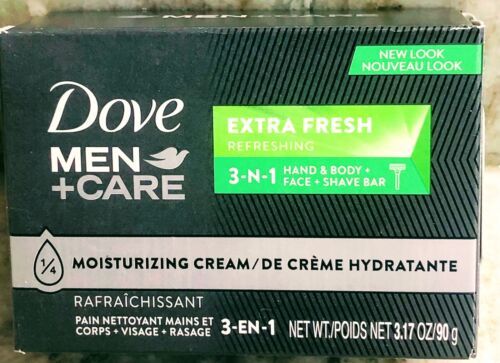 NEW LOOK
NOUVEAU LOOK
Dove
MEN
+CARE
EXTRA FRESH
REFRESHING
3-N-1 HAND & BODY +
FACE + SHAVE BAR
1/4 MOISTURIZING CREAM/DE CRÈME HYDRATANTE
RAFRAÎCHISSANT
PAIN NETTOYANT MAINS ET
CORPS + VISAGE + RASAGE 3-EN-1 NET WT./POIDS NET 3.17 OZ/90 g